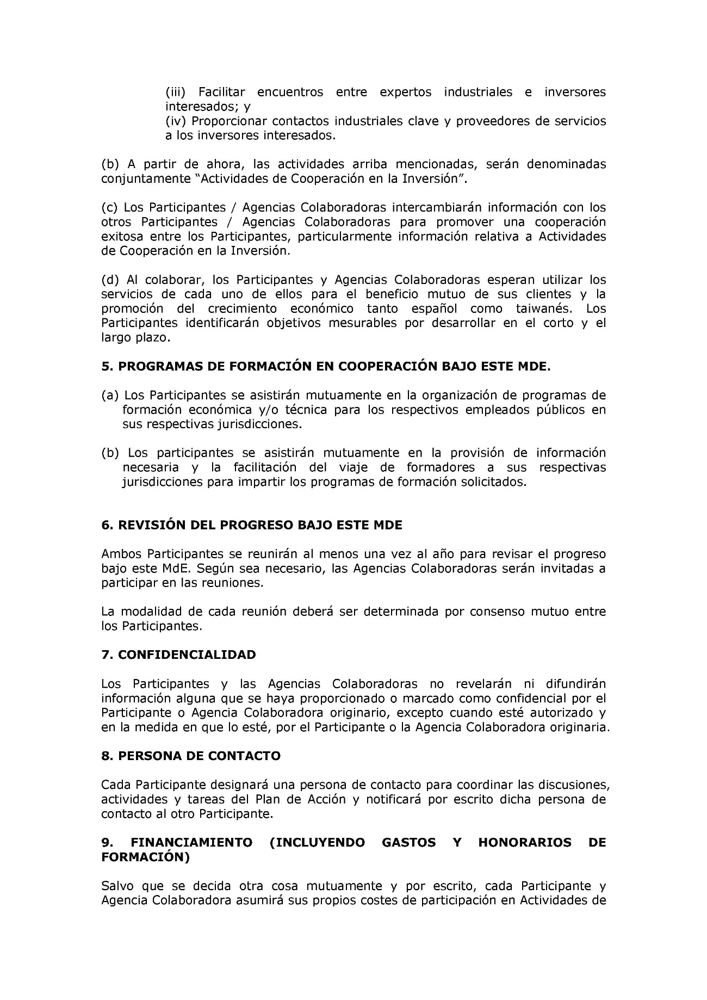 (iii) Facilitar encuentros entre expertos industriales e inversores
interesados; y
(iv) Proporcionar contactos industriales clave y proveedores de servicios
a los inversores interesados.
(b) A partir de ahora, las actividades arriba mencionadas, serán denominadas
conjuntamente “Actividades de Cooperación en la Inversión”.
(c) Los Participantes / Agencias Colaboradoras intercambiarán información con los
otros Participantes / Agencias Colaboradoras para promover una cooperación
exitosa entre los Participantes, particularmente información relativa a Actividades
de Cooperación en la Inversión.
(d) Al colaborar, los Participantes y Agencias Colaboradoras esperan utilizar los
servicios de cada uno de ellos para el beneficio mutuo de sus clientes y la
promoción del crecimiento económico tanto español como taiwanés. Los
Participantes identificarán objetivos mesurables por desarrollar en el corto y el
largo plazo.
5. PROGRAMAS DE FORMACIÓN EN COOPERACIÓN BAJO ESTE MDE.
(a) Los Participantes se asistirán mutuamente en la organización de programas de
formación económica y/o técnica para los respectivos empleados públicos en
sus respectivas jurisdicciones.
(b) Los participantes se asistirán mutuamente en la provisión de información
necesaria y la facilitación del viaje de formadores a sus respectivas
jurisdicciones para impartir los programas de formación solicitados.
6. REVISIÓN DEL PROGRESO BAJO ESTE MDE
Ambos Participantes se reunirán al menos una vez al año para revisar el progreso
bajo este MdE. Según sea necesario, las Agencias Colaboradoras serán invitadas a
participar en las reuniones.
La modalidad de cada reunión deberá ser determinada por consenso mutuo entre
los Participantes.
7. CONFIDENCIALIDAD
Los Participantes y las Agencias Colaboradoras no revelarán ni difundirán
información alguna que se haya proporcionado o marcado como confidencial por el
Participante o Agencia Colaboradora originario, excepto cuando esté autorizado y
en la medida en que lo esté, por el Participante o la Agencia Colaboradora originaria.
8. PERSONA DE CONTACTO
Cada Participante designará una persona de contacto para coordinar las discusiones,
actividades y tareas del Plan de Acción y notificará por escrito dicha persona de
contacto al otro Participante.
9. FINANCIAMIENTO (INCLUYENDO GASTOS Y HONORARIOS DE
FORMACIÓN)
Salvo que se decida otra cosa mutuamente y por escrito, cada Participante y
Agencia Colaboradora asumirá sus propios costes de participación en Actividades de